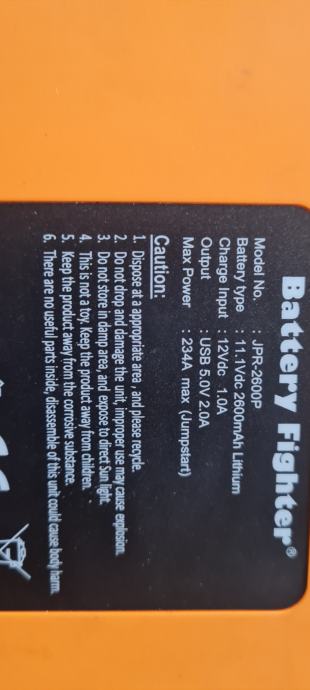 Battery Fighter®
Model No. : JPR-2600P
Battery type : 11.1Vdc 2600mAh Lithium
Charge Input : 12Vdc 1.0A
Output : USB 5.0V 2.0A
Max Power : 234A max (Jumpstart)
Caution:
1. Dispose at a appropriate area, and please recycle.
2. Do not drop and damage the unit, improper use may cause explosion.
3. Do not store in damp area, and expose to direct Sun light.
4. This is not a toy, Keep the product away from children.
5. Keep the product away from the corrosive substance.
6. There are no useful parts inside, disassemble of this unit could cause body harm.
CE